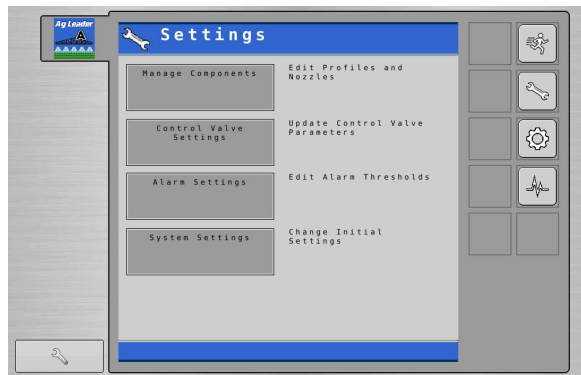 Ag Leader
Settings
Manage Components
Edit Profiles and
Nozzles
Control Valve
Settings
Update Control Valve
Parameters
Alarm Settings
Edit Alarm Thresholds
System Settings
Change Initial
Settings